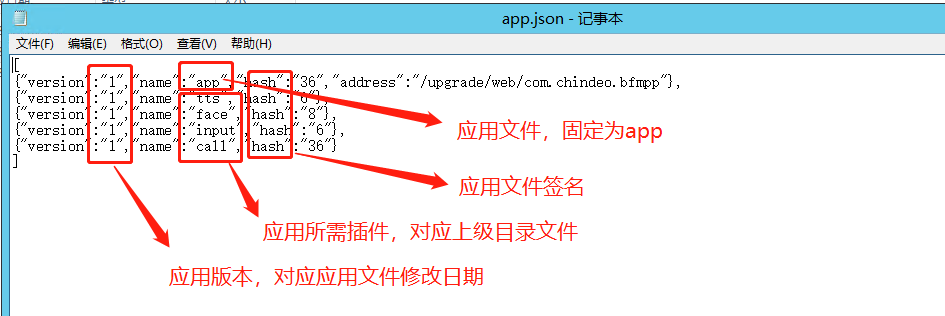 app.json - 记事本
文件(F) 编辑(E) 格式(O) 查看(V) 帮助(H)
[
{"version":"1","name":"app","hash":"36","address":"/upgrade/web/com.chindeo.bfmpp"},
{"version":"1","name":"tts","hash":"6"},
{"version":"1","name":"face","hash":"8"},
{"version":"1","name":"input","hash":"6"},
{"version":"1","name":"call","hash":"36"}
]
应用文件，固定为app
应用文件签名
应用所需插件，对应上级目录文件
应用版本，对应应用文件修改日期